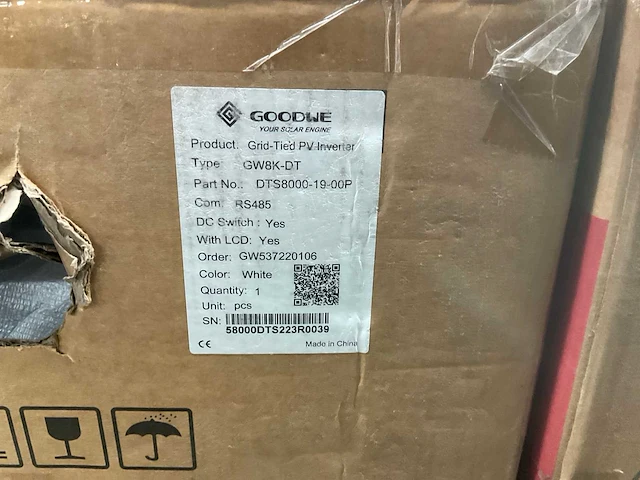 GOODWE
YOUR SOLAR ENGINE
Product. Grid-Tied PV Inverter
Type GW8K-DT
Part No.: DTS8000-19-00P
Com: RS485
DC Switch : Yes
With LCD: Yes
Order: GW537220106
Color: White
Quantity: 1
Unit: pcs
SN:
58000DTS223R0039
CE Made in China